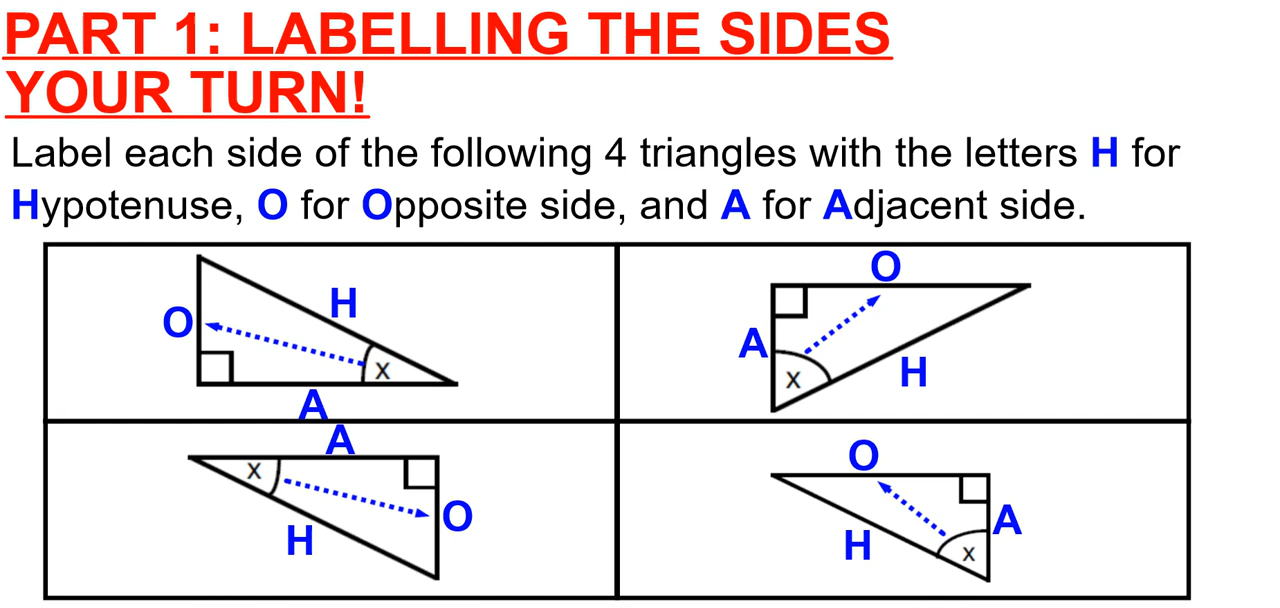 PART 1: LABELLING THE SIDES
YOUR TURN!
Label each side of the following 4 triangles with the letters H for
Hypotenuse, O for Opposite side, and A for Adjacent side.
O
H
x
A
O
A
x
H
A
x
O
H
O
A
H
x